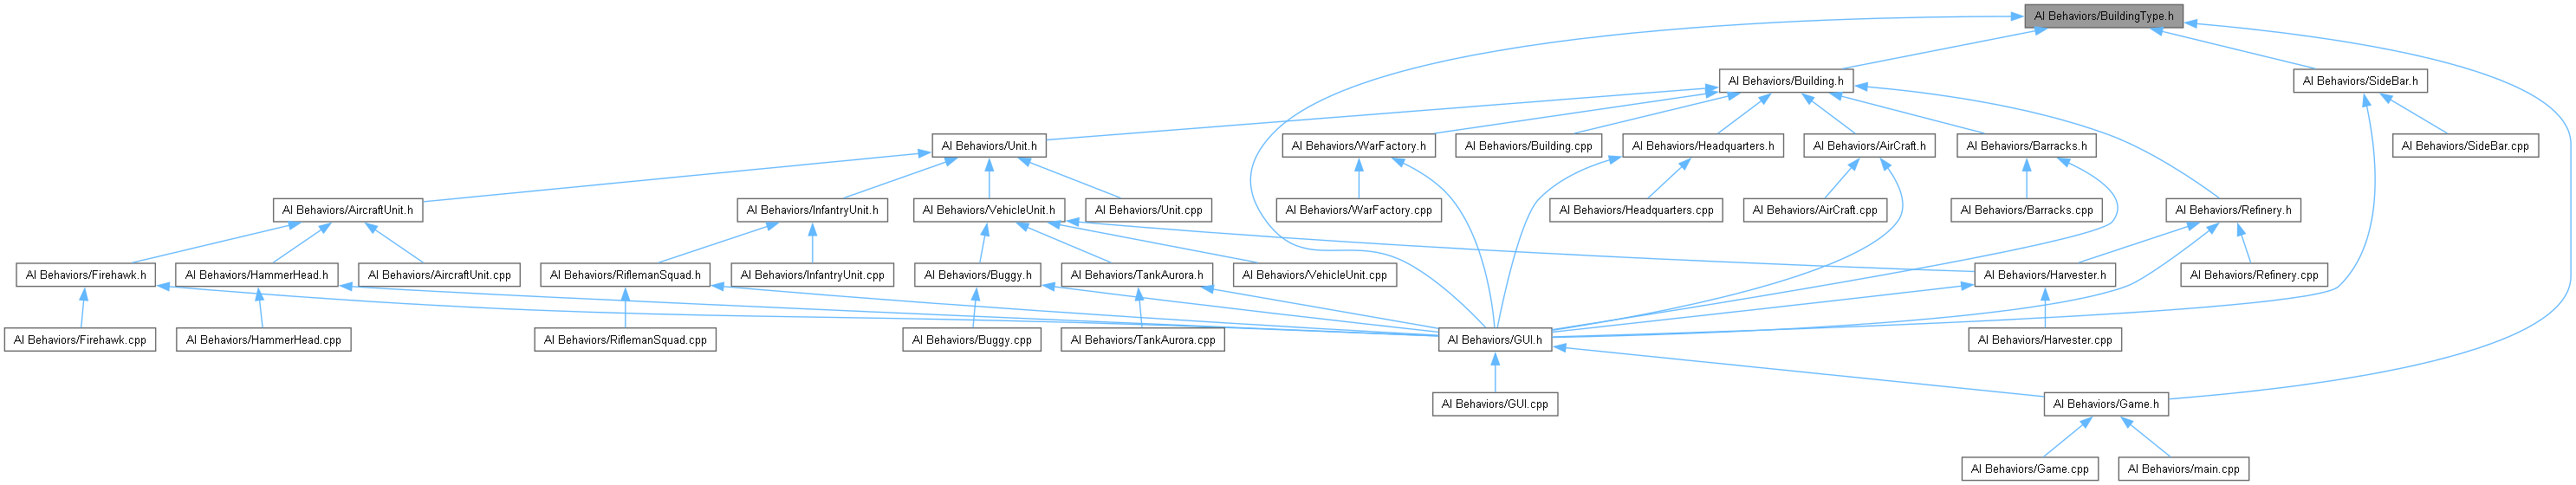 AI Behaviors/BuildingType.h
AI Behaviors/Building.h
AI Behaviors/SideBar.h
AI Behaviors/Unit.h
AI Behaviors/WarFactory.h
AI Behaviors/Building.cpp
AI Behaviors/Headquarters.h
AI Behaviors/AirCraft.h
AI Behaviors/Barracks.h
AI Behaviors/SideBar.cpp
AI Behaviors/AircraftUnit.h
AI Behaviors/InfantryUnit.h
AI Behaviors/VehicleUnit.h
AI Behaviors/Unit.cpp
AI Behaviors/WarFactory.cpp
AI Behaviors/Headquarters.cpp
AI Behaviors/AirCraft.cpp
AI Behaviors/Barracks.cpp
AI Behaviors/Refinery.h
AI Behaviors/Firehawk.h
AI Behaviors/HammerHead.h
AI Behaviors/AircraftUnit.cpp
AI Behaviors/RiflemanSquad.h
AI Behaviors/InfantryUnit.cpp
AI Behaviors/Buggy.h
AI Behaviors/TankAurora.h
AI Behaviors/VehicleUnit.cpp
AI Behaviors/Harvester.h
AI Behaviors/Refinery.cpp
AI Behaviors/Firehawk.cpp
AI Behaviors/HammerHead.cpp
AI Behaviors/RiflemanSquad.cpp
AI Behaviors/Buggy.cpp
AI Behaviors/TankAurora.cpp
AI Behaviors/GUI.h
AI Behaviors/Harvester.cpp
AI Behaviors/GUI.cpp
AI Behaviors/Game.h
AI Behaviors/Game.cpp
AI Behaviors/main.cpp